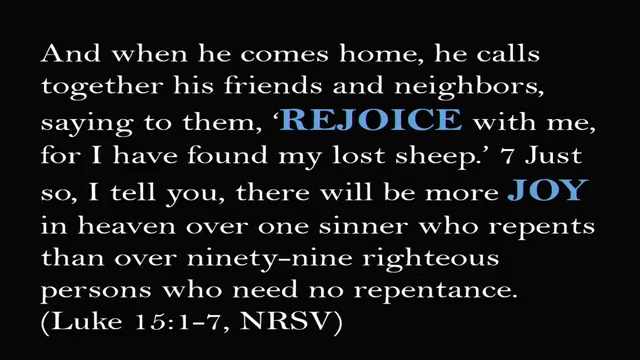 And when he comes home, he calls
together his friends and neighbors,
saying to them, ‘REJOICE with me,
for I have found my lost sheep.’ 7 Just
so, I tell you, there will be more JOY
in heaven over one sinner who repents
than over ninety-nine righteous
persons who need no repentance.
(Luke 15:1-7, NRSV)